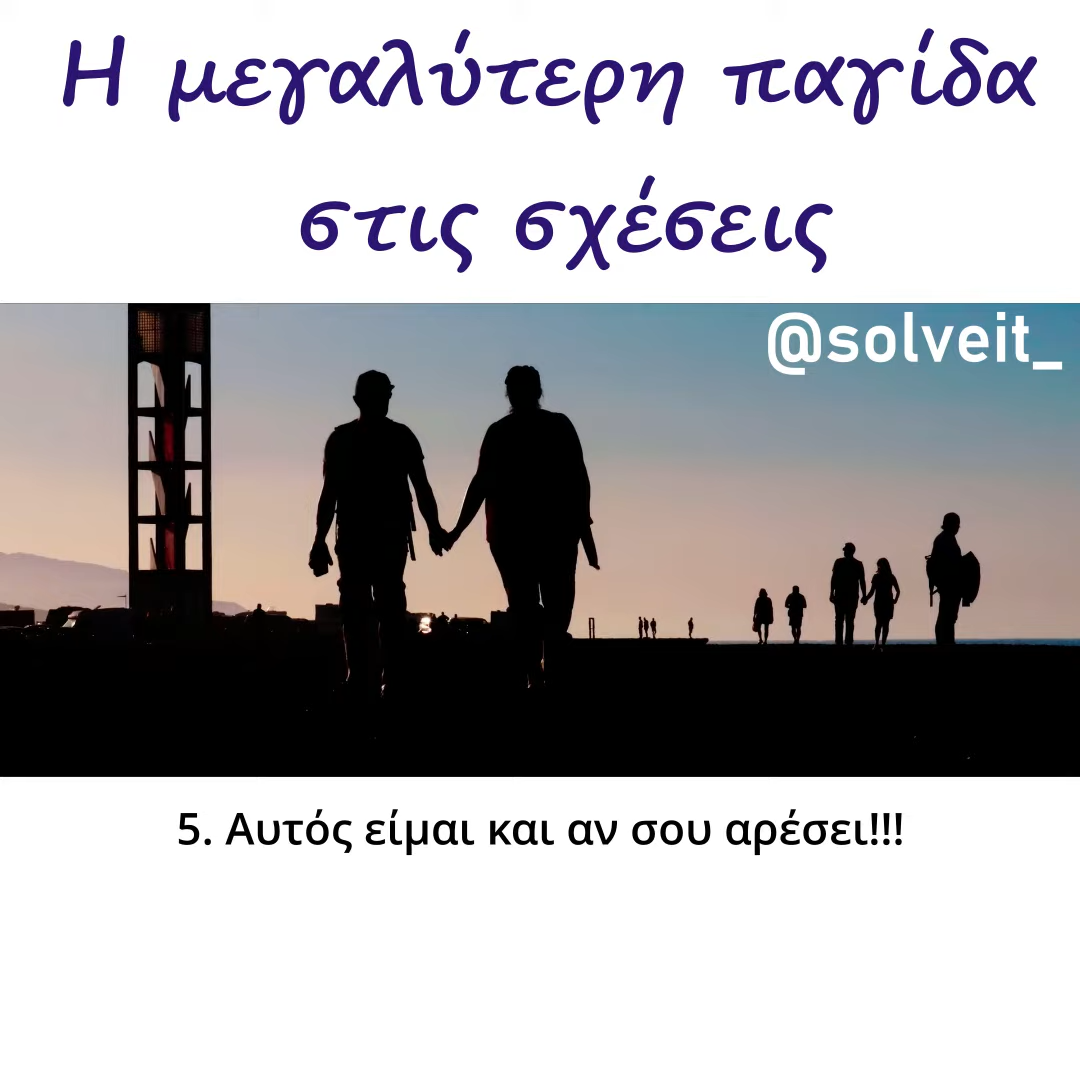 Η μεγαλύτερη παγίδα
στις σχέσεις
@solveit_
5. Αυτός είμαι και αν σου αρέσει!!!